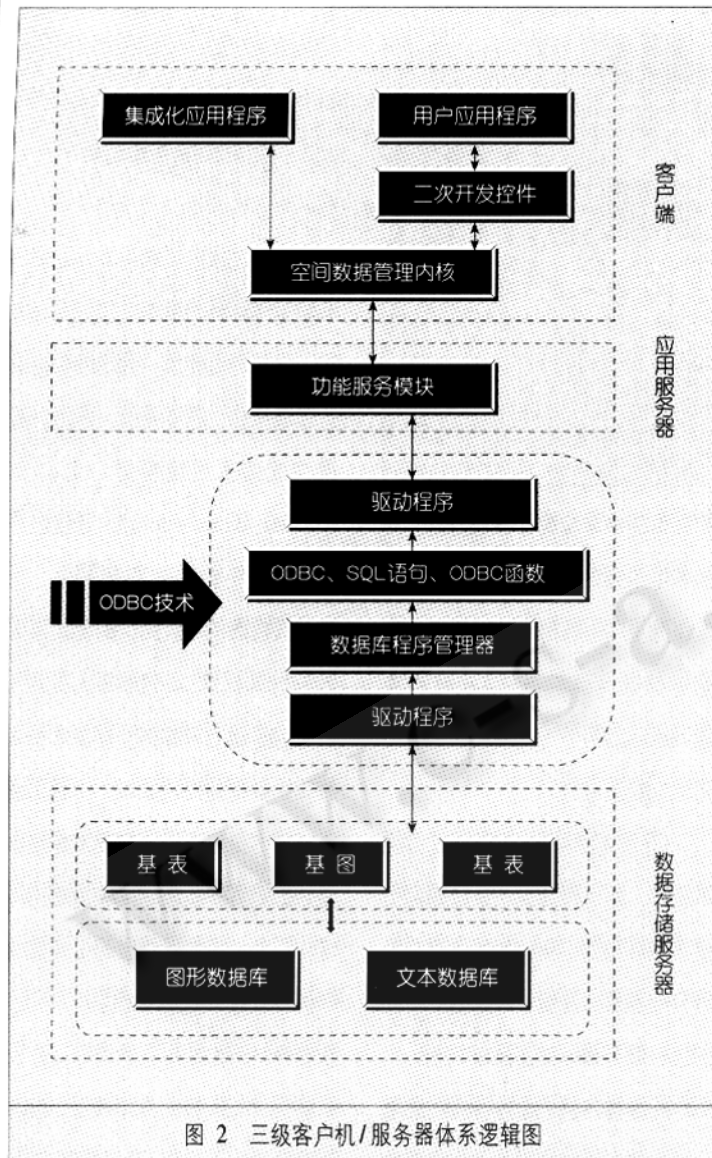 集成化应用程序
用户应用程序
二次开发控件
空间数据管理内核
客户端
功能服务模块
应用服务器
驱动程序
ODBC、SQL语句、ODBC函数
ODBC技术
数据库程序管理器
驱动程序
基 表
基 图
基 表
图形数据库
文本数据库
数据存储服务器
图 2 三级客户机/服务器体系逻辑图
www.c-s-a.